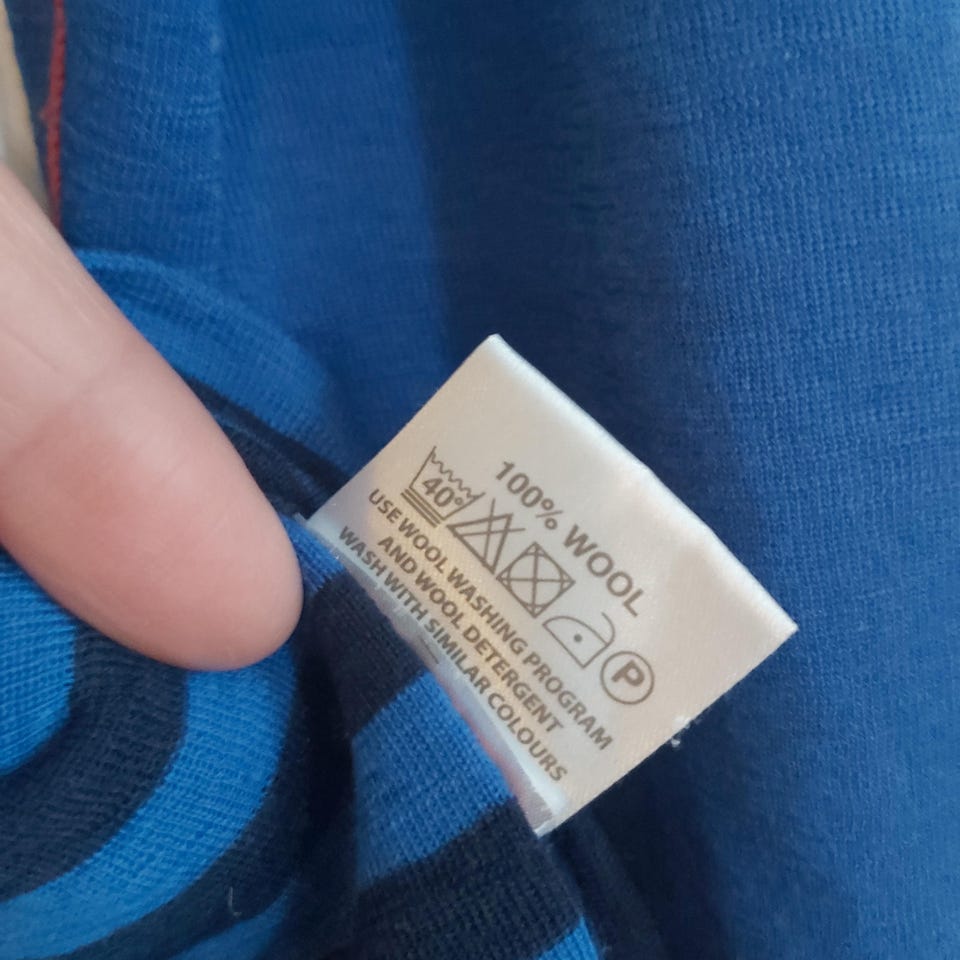 100% WOOL
40° P
USE WOOL WASHING PROGRAM
AND WOOL DETERGENT
WASH WITH SIMILAR COLOURS